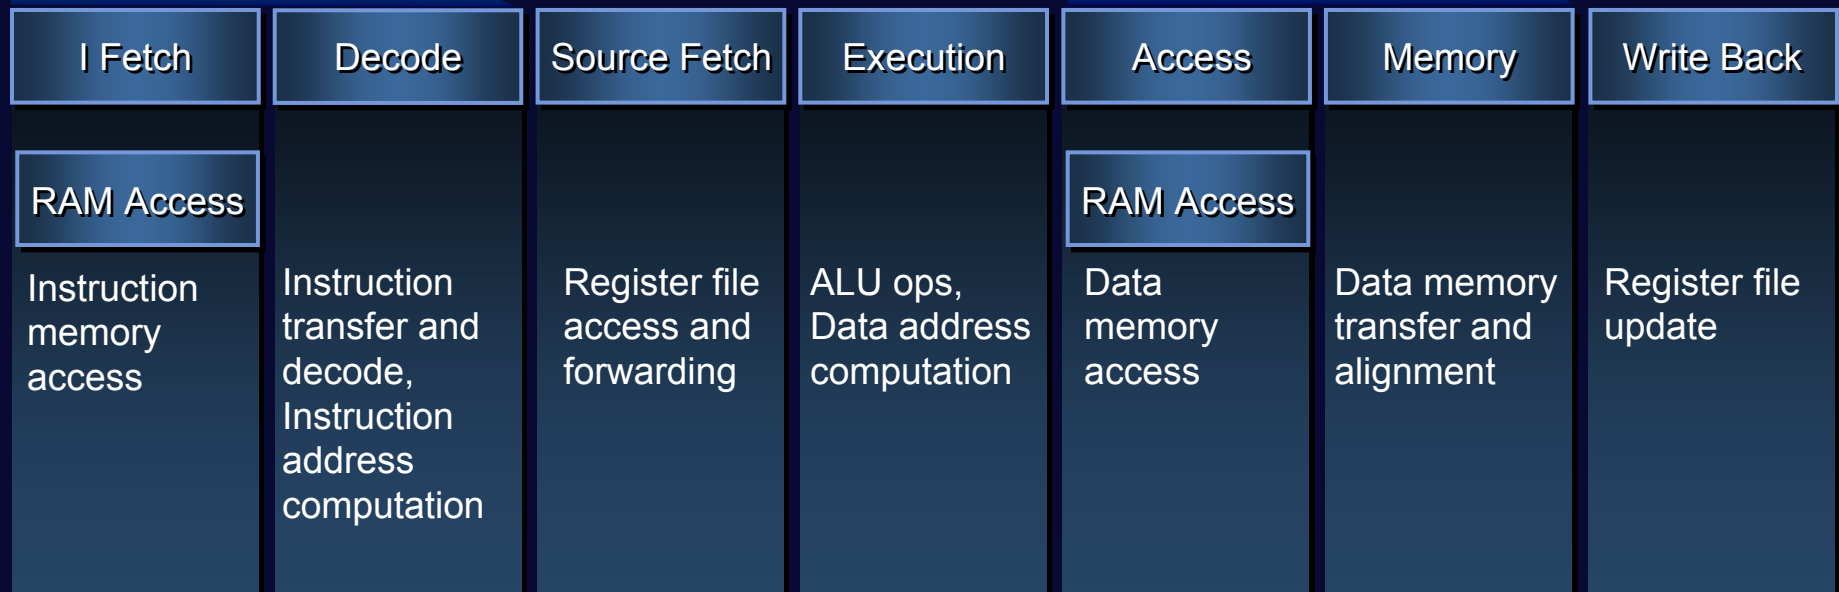 I Fetch
Decode
Source Fetch
Execution
Access
Memory
Write Back
RAM Access
RAM Access
Instruction
memory
access
Instruction
transfer and
decode,
Instruction
address
computation
Register file
access and
forwarding
ALU ops,
Data address
computation
Data
memory
access
Data memory
transfer and
alignment
Register file
update